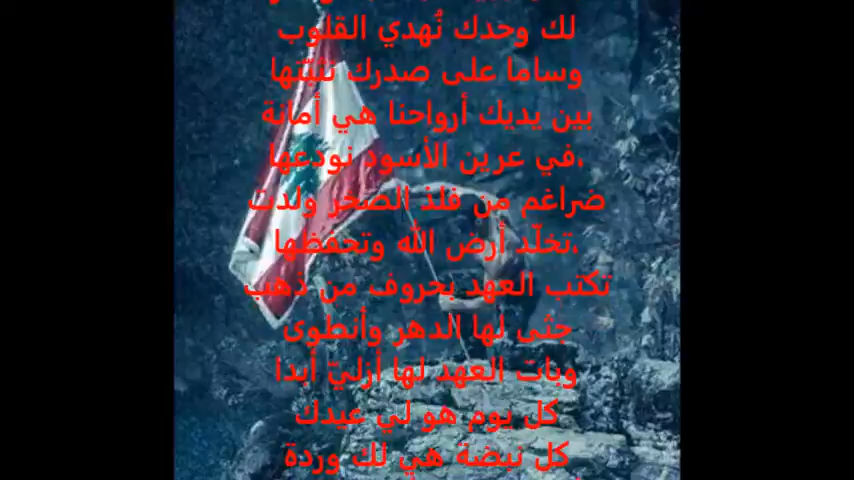 لك وحدك نُهدي القلوب
وساما على صدرك نثبّتها
بين يديك أرواحنا هي أمانة
في عرين الأسود نودعها،
ضراغم من فلذ الصخر ولدت
تخلّد أرض الله وتحفظها،
تكتب العهد بحروف من ذهب
جثى لها الدهر وأنطوى
وبات العهد لها أزليّ أبدا
كل يوم هو لي عيدك
كل نبضة هي لك وردة